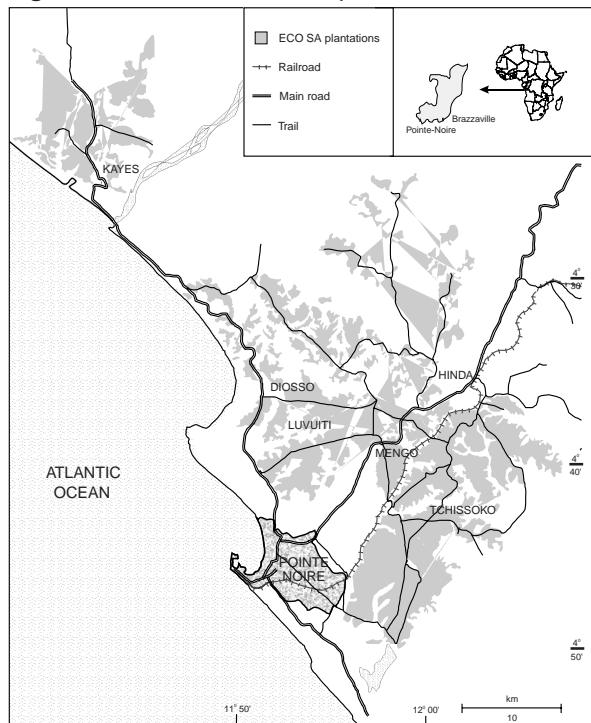 ECO SA plantations
Railroad
Main road
Trail
Brazzaville
Pointe-Noire
KAYES
4°
30'
HINDA
DIOSSO
LUVUITI
MENGO
4°
40'
ATLANTIC
OCEAN
TCHISSOKO
POINTE
NOIRE
4°
50'
11° 50'
12° 00'
km
10